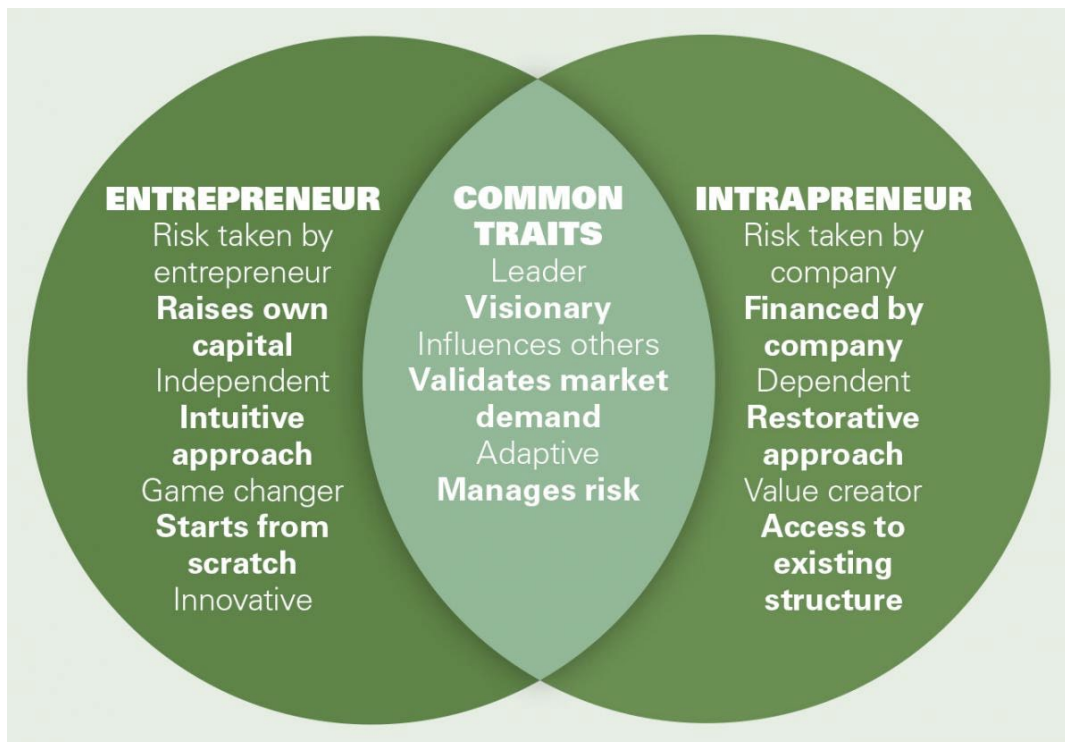 ENTREPRENEUR
Risk taken by
entrepreneur
Raises own
capital
Independent
Intuitive
approach
Game changer
Starts from
scratch
Innovative
COMMON
TRAITS
Leader
Visionary
Influences others
Validates market
demand
Adaptive
Manages risk
INTRAPRENEUR
Risk taken by
company
Financed by
company
Dependent
Restorative
approach
Value creator
Access to
existing
structure